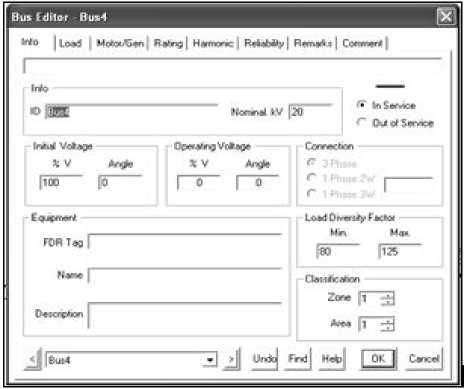 Bus Editor - Bus4
Info Load Motor/Gen Rating Harmonic Reliability Remarks Comment
Info
ID Bus4 Nominal kV 20
In Service
Out of Service
Initial Voltage Operating Voltage Connection
% V Angle % V Angle
100 0 0 0
3 Phase
1 Phase 2W
1 Phase 3W
Equipment
FDR Tag
Name
Description
Load Diversity Factor
Min. Max.
80 125
Classification
Zone 1
Area 1
< Bus4 > Undo Find Help OK Cancel